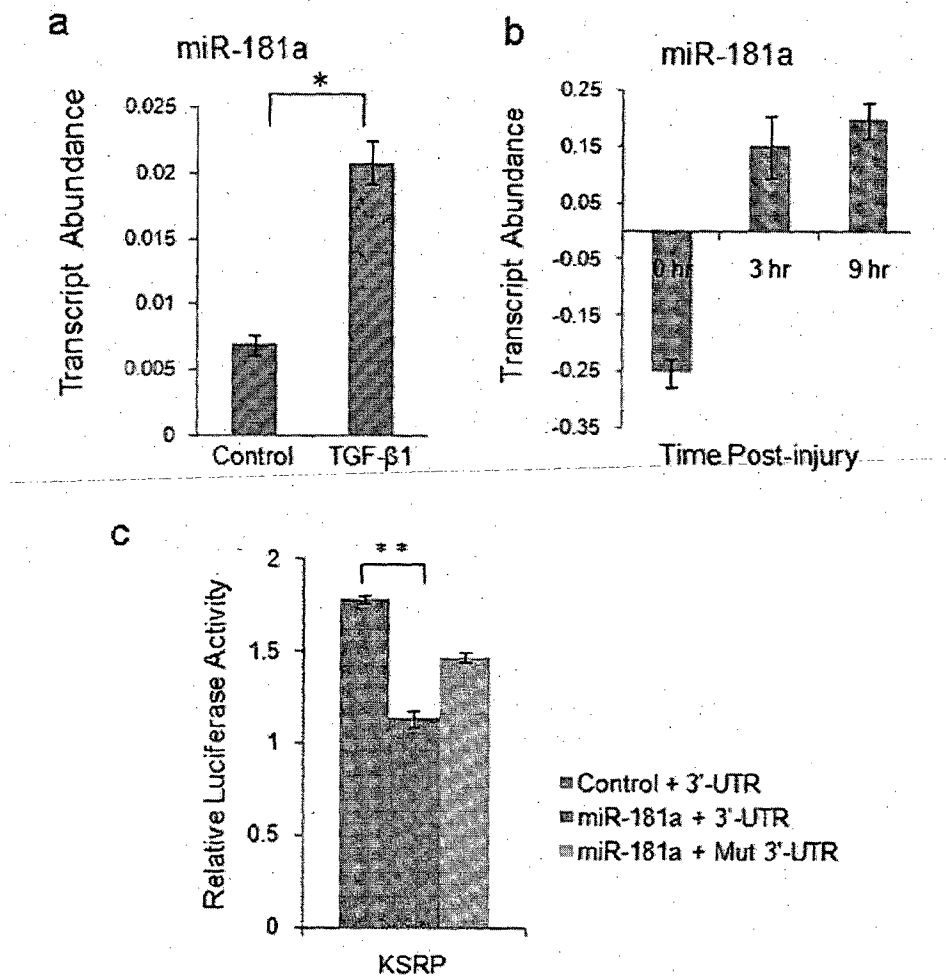 a
miR-181a
*
Transcript Abundance
0.025
0.02
0.015
0.01
0.005
0
Control TGF-β1
b
miR-181a
Transcript Abundance
0.25
0.15
0.05
-0.05
-0.15
-0.25
-0.35
0 hr 3 hr 9 hr
Time Post-injury
c
**
Relative Luciferase Activity
2
1.5
1
0.5
0
KSRP
Control + 3'-UTR
miR-181a + 3'-UTR
miR-181a + Mut 3'-UTR